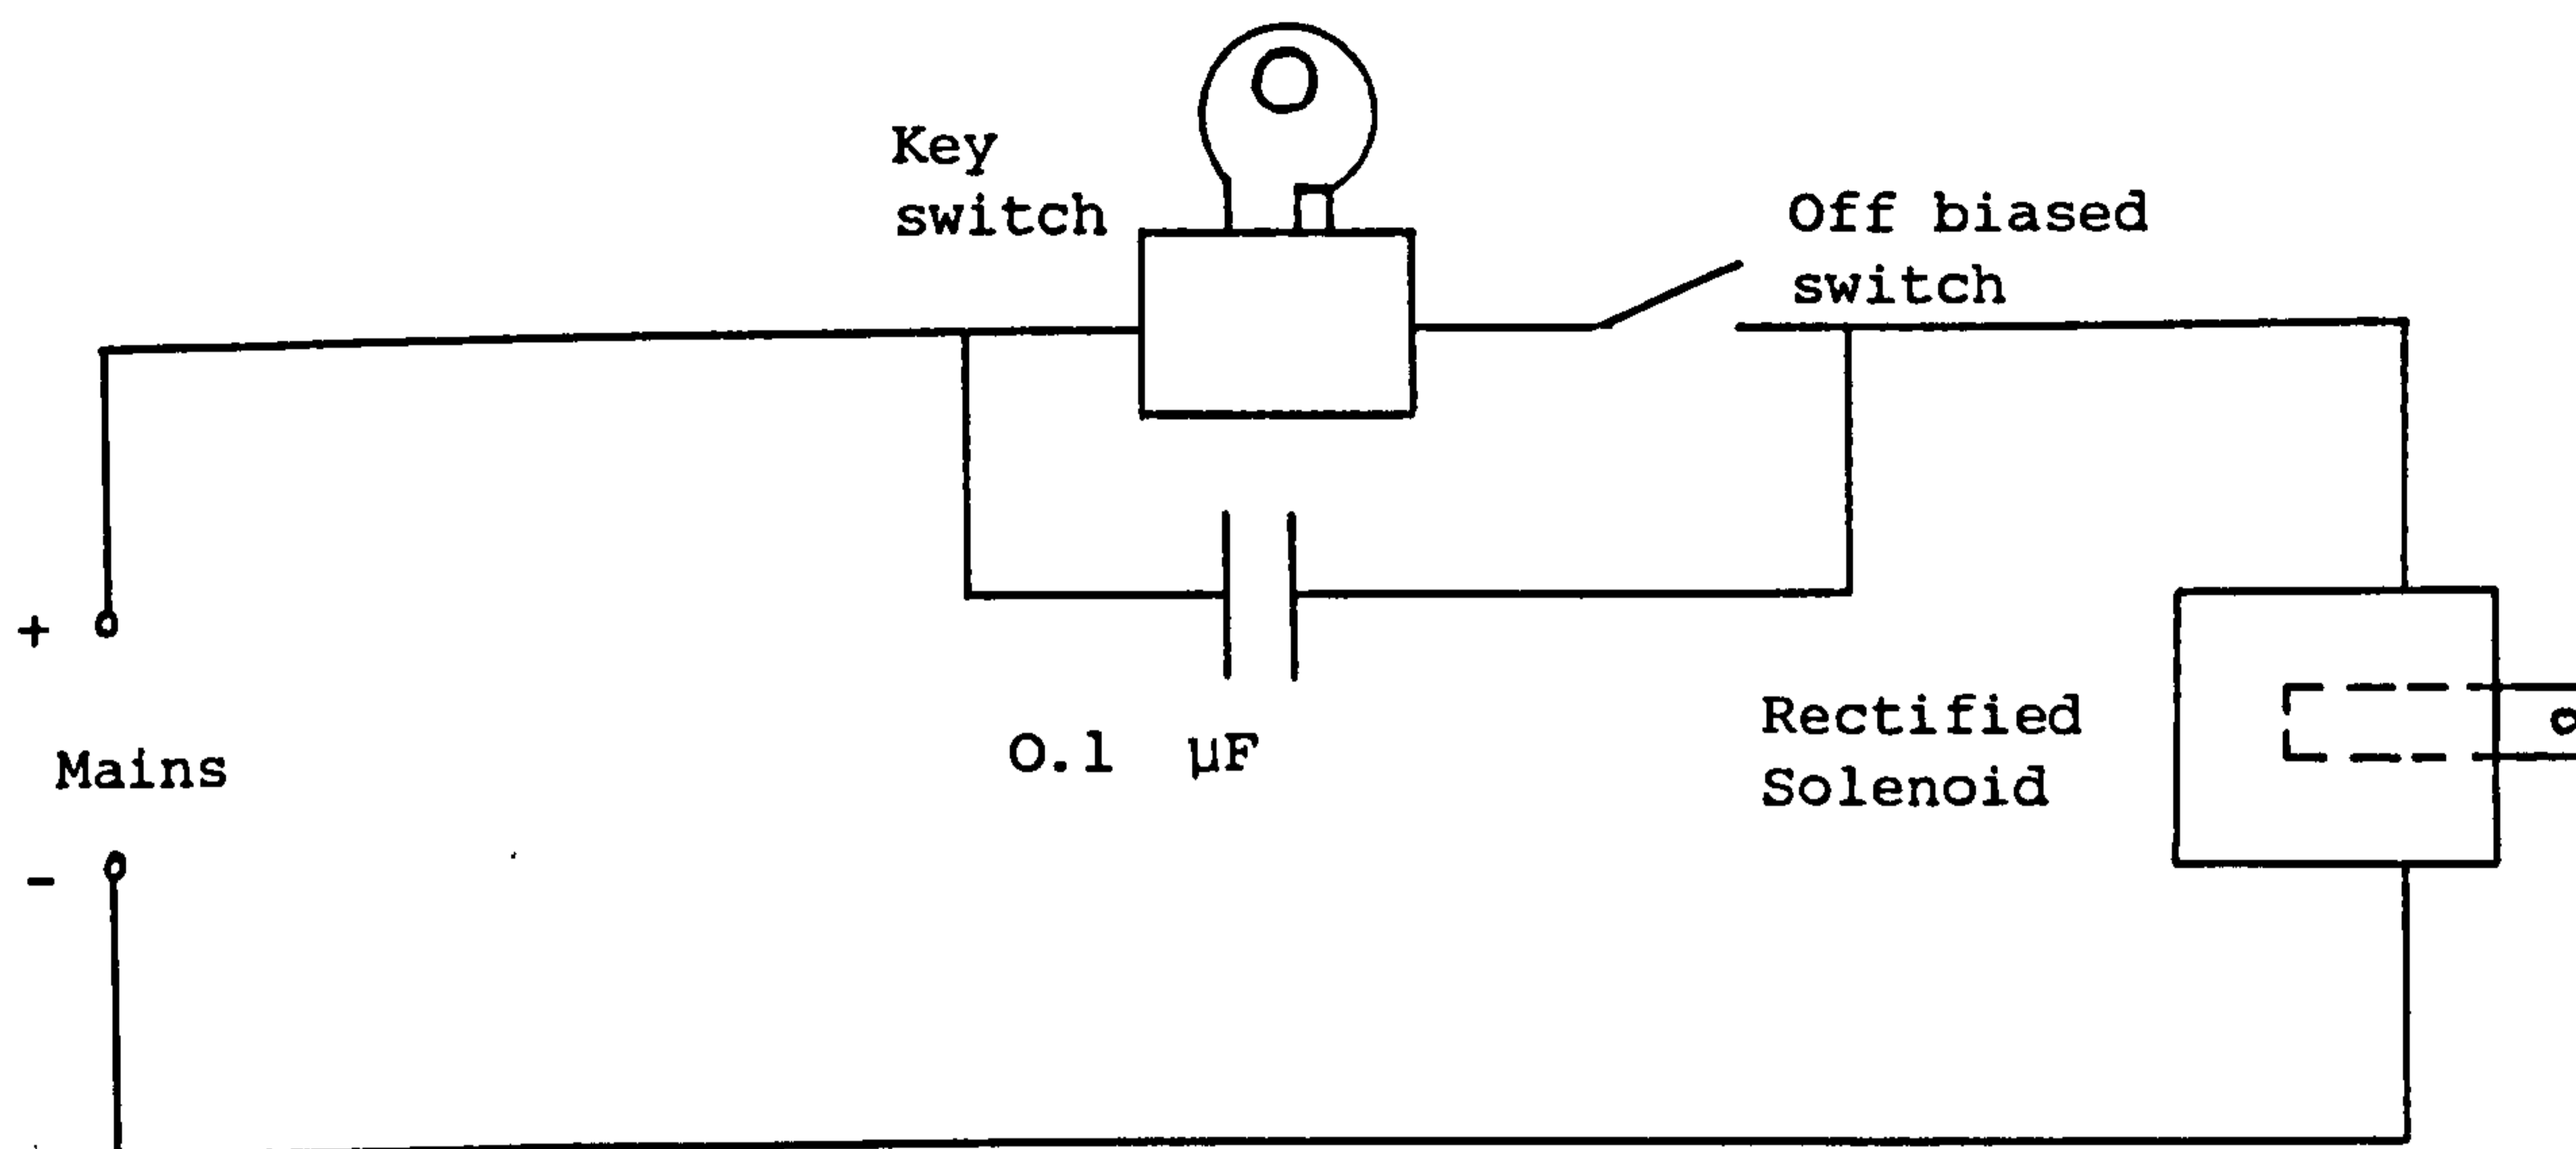 Key
switch
Off biased
switch
+
Mains
-
0.1 µF
Rectified
Solenoid